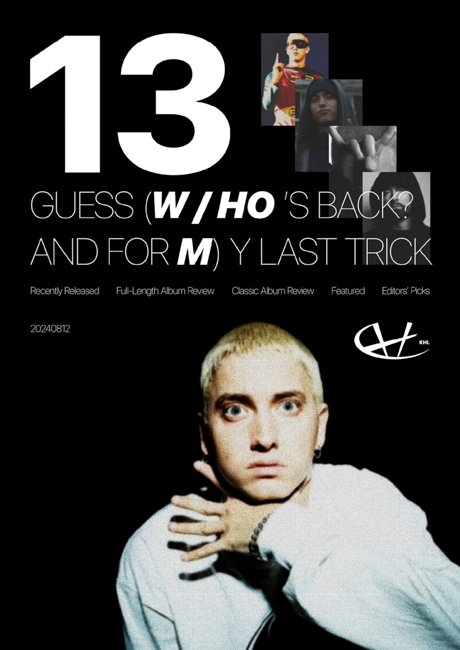 13
GUESS (W / HO 'S BACK?
AND FOR M) Y LAST TRICK
Recently Released Full-Length Album Review Classic Album Review Featured Editors' Picks
20240812
KHL